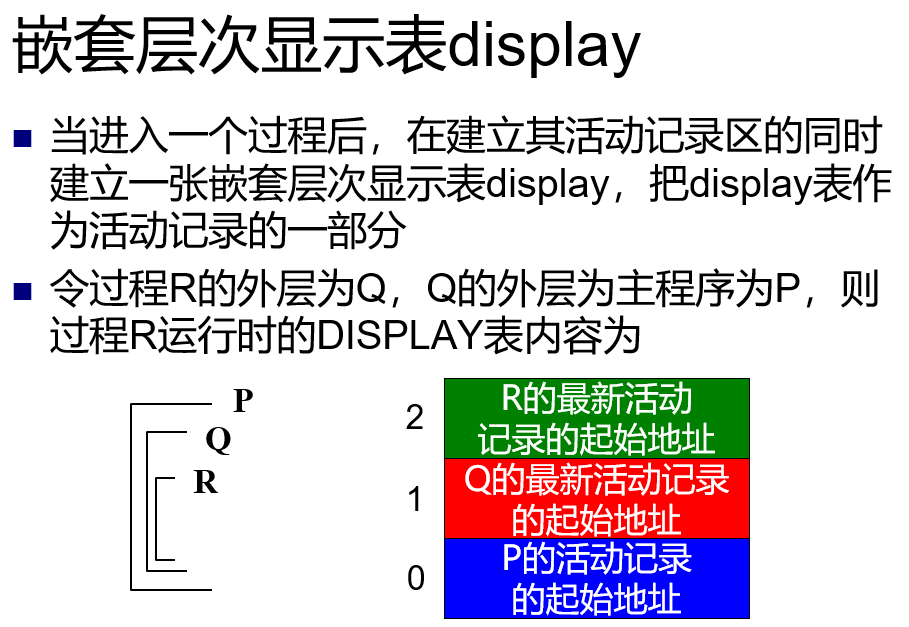 嵌套层次显示表display
当进入一个过程后，在建立其活动记录区的同时
建立一张嵌套层次显示表display，把display表作
为活动记录的一部分
令过程R的外层为Q，Q的外层为主程序为P，则
过程R运行时的DISPLAY表内容为
P
Q
R
2
R的最新活动
记录的起始地址
1
Q的最新活动记录
的起始地址
0
P的活动记录
的起始地址